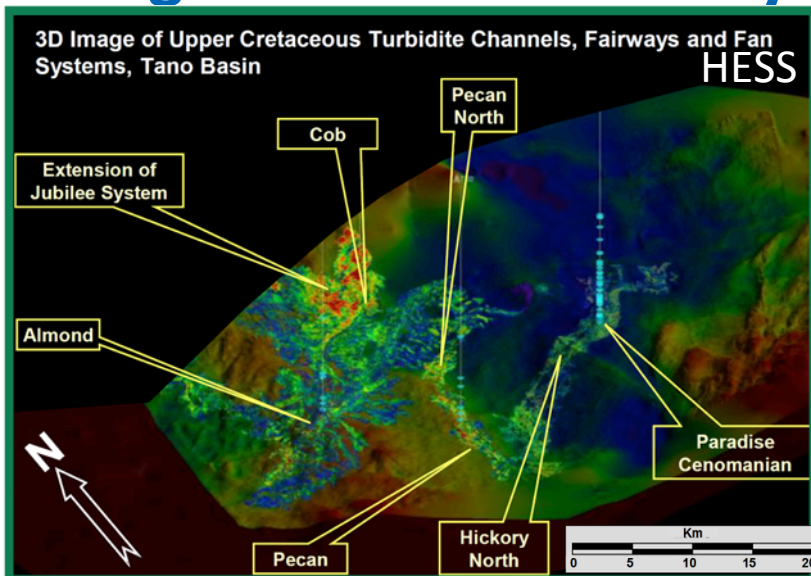 3D Image of Upper Cretaceous Turbidite Channels, Fairways and Fan
Systems, Tano Basin
HESS
Pecan
North
Cob
Extension of
Jubilee System
Almond
N
Paradise
Cenomanian
Hickory
North
Pecan
Km
0 5 10 15 20